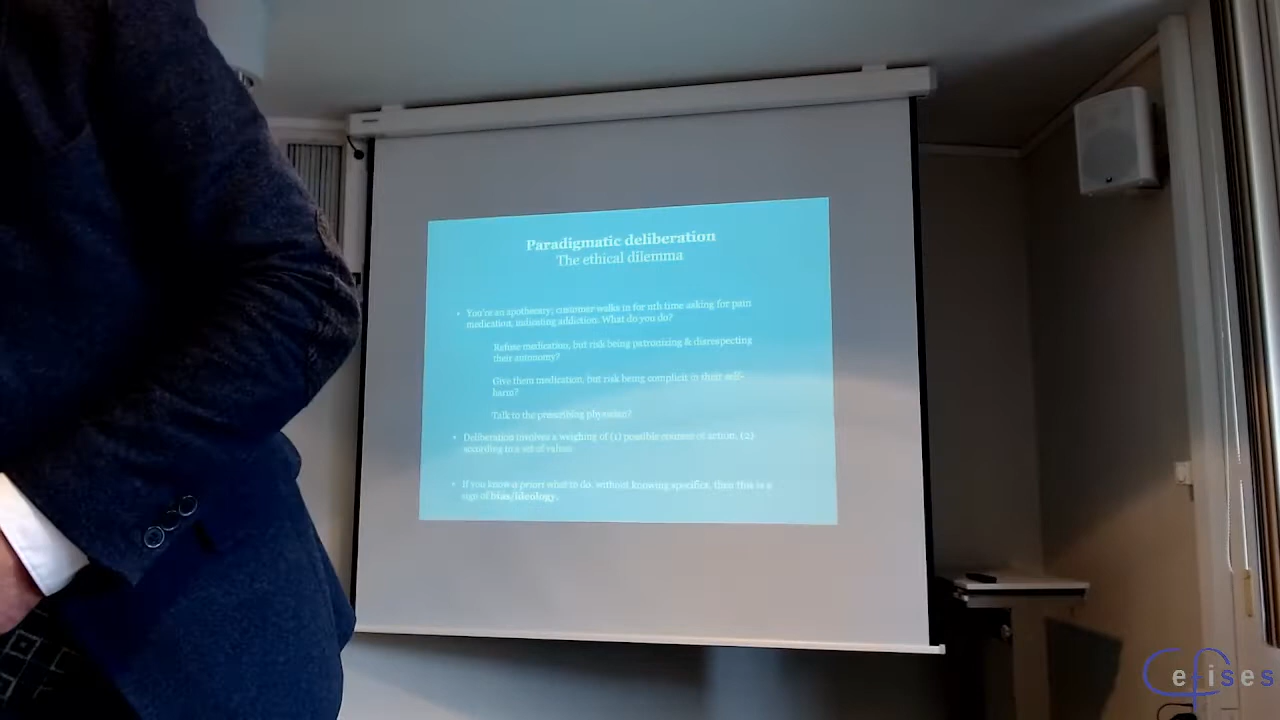 Paradigmatic deliberation
The ethical dilemma
• You're an apothecary; customer walks in for nth time asking for pain
medication, indicating addiction. What do you do?
Refuse medication, but risk being patronizing & disrespecting
their autonomy?
Give them medication, but risk being complicit in their self-
harm?
Talk to the prescribing physician?
• Deliberation involves a weighing of (1) possible courses of action, (2)
according to a set of values
• If you know a priori what to do, without knowing specifics, then this is a
sign of bias/ideology.
efises